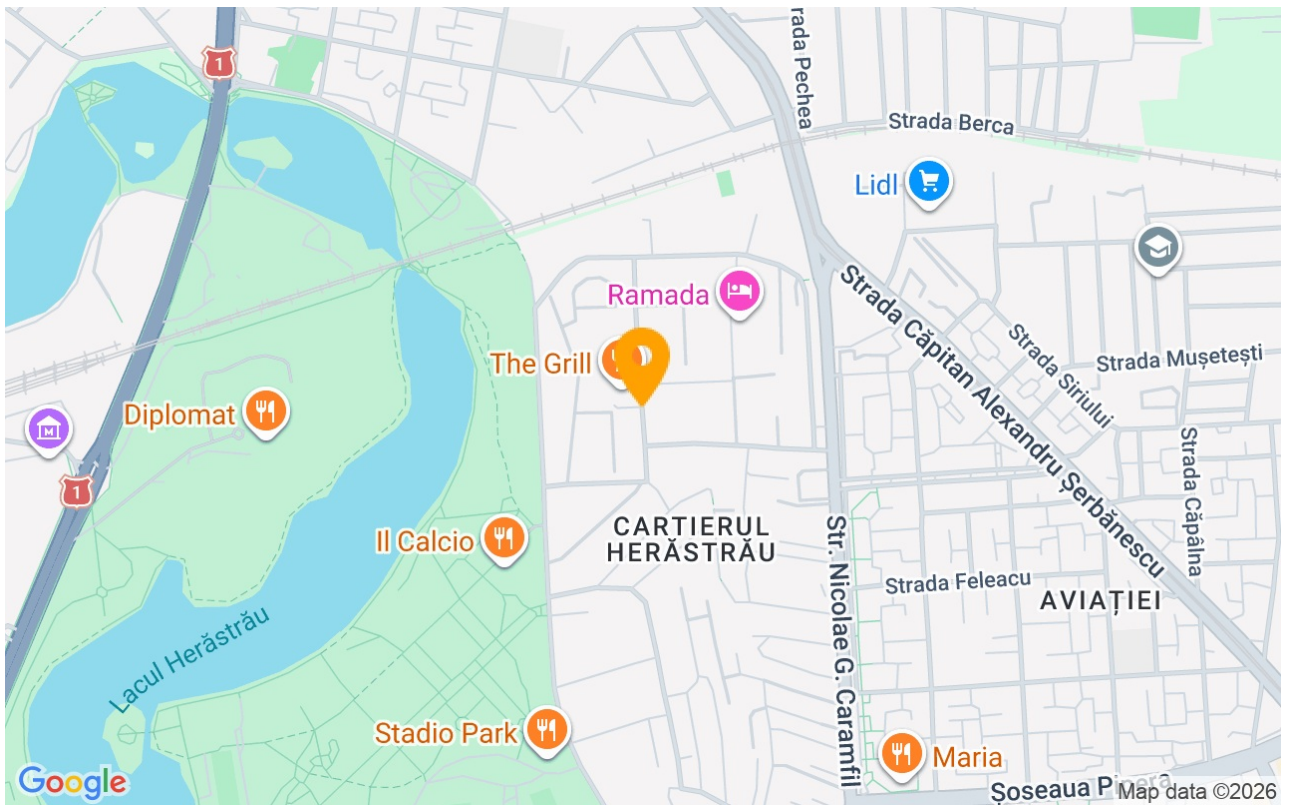 1
rada Pechea
Strada Berca
Lidl
Ramada
Strada Căpitan Alexandru Șerbănescu
Strada Siriului
Strada Mușetești
The Grill
Diplomat
M
1
Strada Căpâlna
Il Calcio
CARTIERUL
HERĂSTRĂU
Str. Nicolae G. Caramfil
Strada Feleacu
AVIAȚIEI
Lacul Herăstrău
Stadio Park
Maria
Google
Șoseaua
Map data ©2026